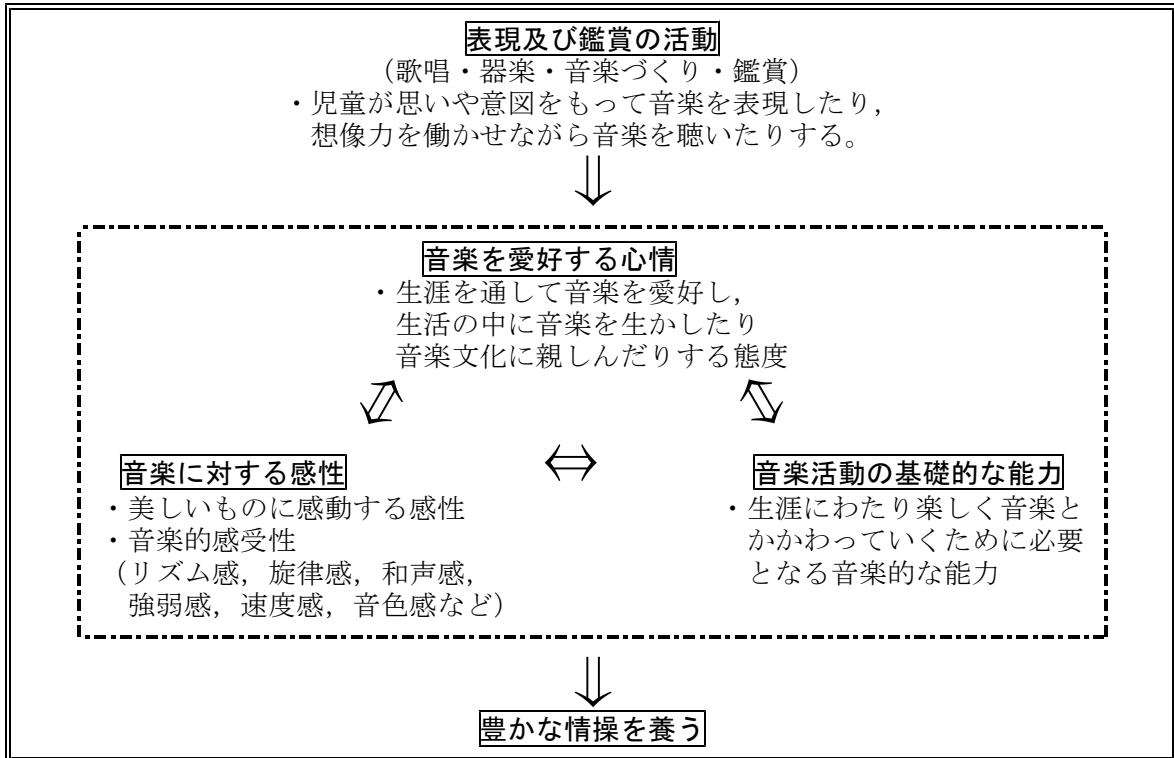 表現及び鑑賞の活動
（歌唱・器楽・音楽づくり・鑑賞）
・児童が思いや意図をもって音楽を表現したり，
想像力を働かせながら音楽を聴いたりする。
音楽を愛好する心情
・生涯を通して音楽を愛好し，
生活の中に音楽を生かしたり
音楽文化に親しんだりする態度
音楽に対する感性
・美しいものに感動する感性
・音楽的感受性
（リズム感，旋律感，和声感，
強弱感，速度感，音色感など）
音楽活動の基礎的な能力
・生涯にわたり楽しく音楽と
かかわっていくために必要
となる音楽的な能力
豊かな情操を養う